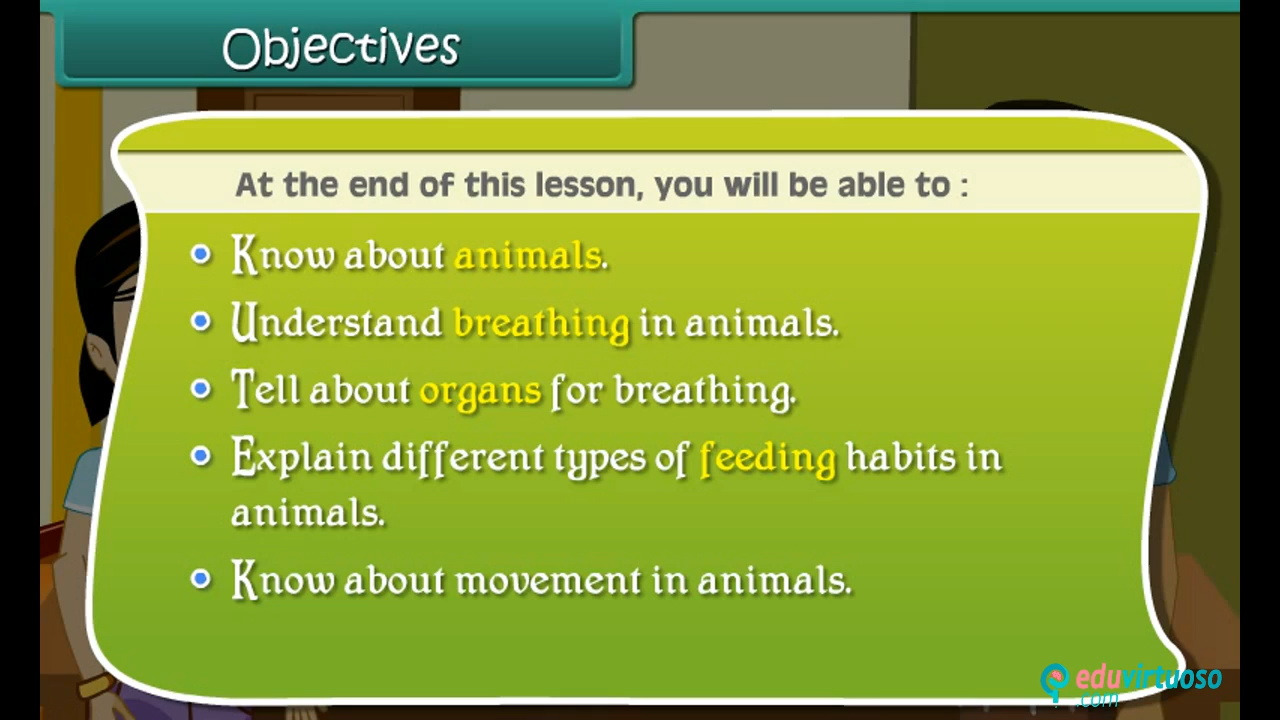 Objectives
At the end of this lesson, you will be able to :
Know about animals.
Understand breathing in animals.
Tell about organs for breathing.
Explain different types of feeding habits in
animals.
Know about movement in animals.
eduvirtuoso
.com